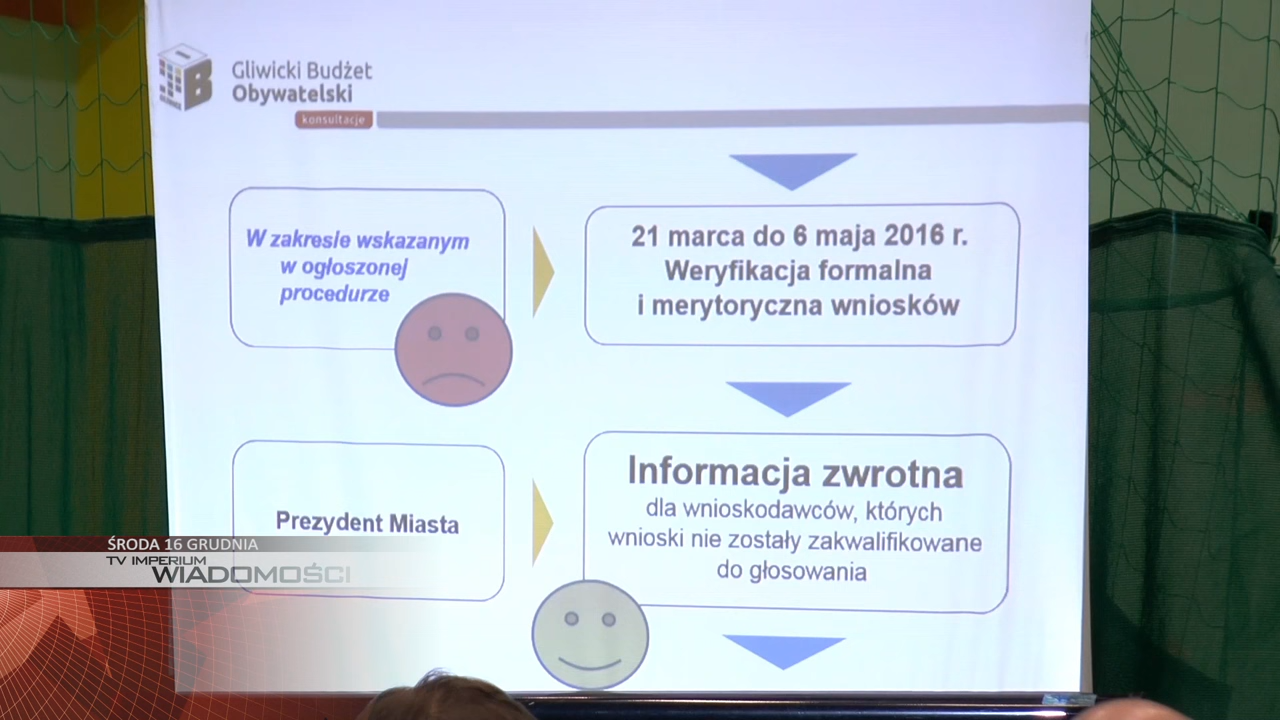 Gliwicki Budżet
Obywatelski
konsultacje
W zakresie wskazanym
w ogłoszonej
procedurze
21 marca do 6 maja 2016 r.
Weryfikacja formalna
i merytoryczna wniosków
Prezydent Miasta
Informacja zwrotna
dla wnioskodawców, których
wnioski nie zostały zakwalifikowane
do głosowania
ŚRODA 16 GRUDNIA
TV IMPERIUM
WIADOMOŚCI